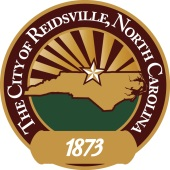 THE CITY OF REIDSVILLE, NORTH CAROLINA
1873